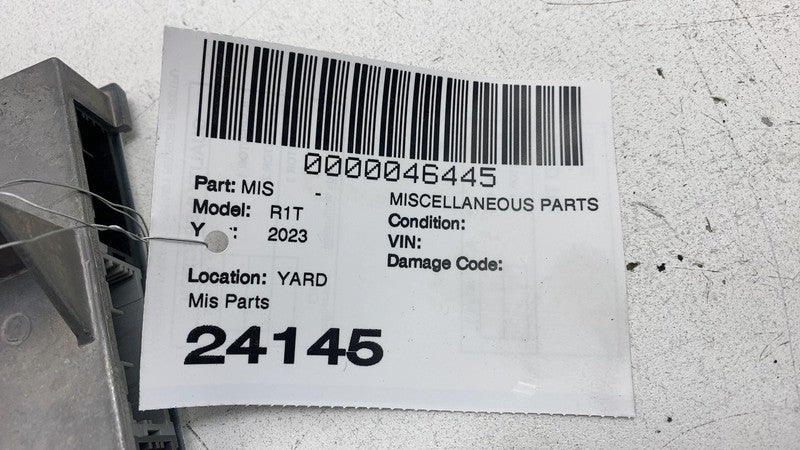 0000046445
Part: MIS - MISCELLANEOUS PARTS
Model: R1T Condition:
Y r: 2023 VIN:
Damage Code:
Location: YARD
Mis Parts
24145